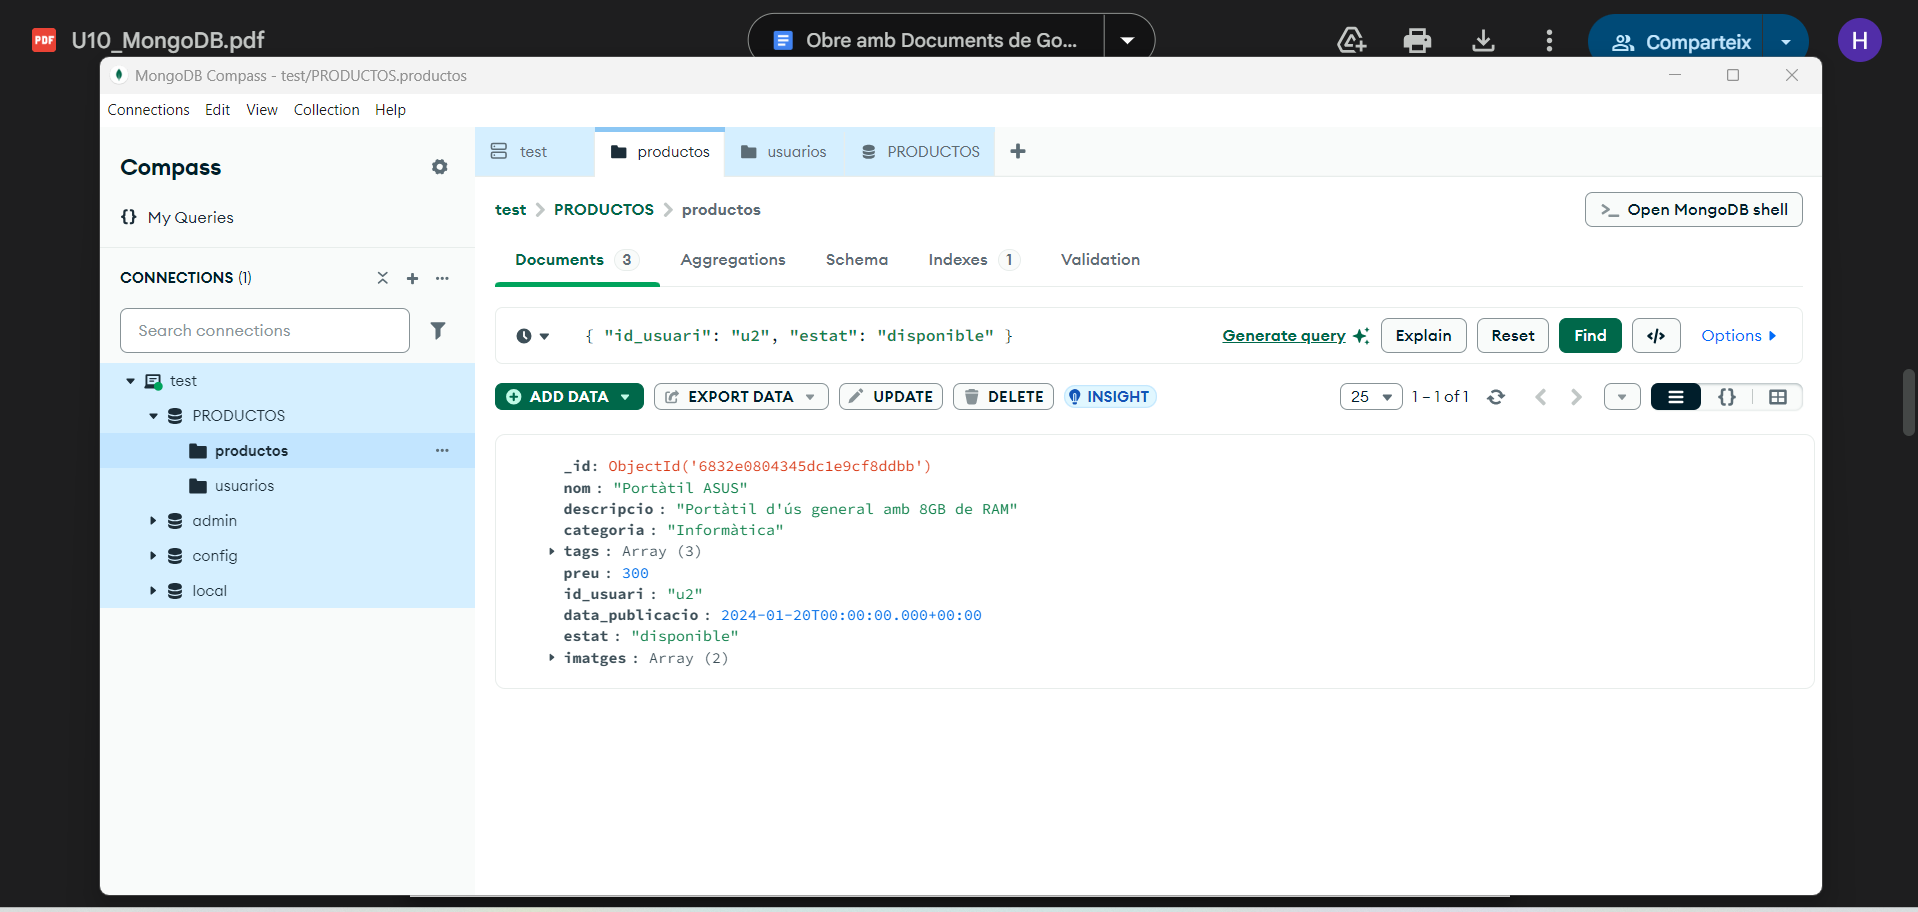 PDF U10_MongoDB.pdf
Obre amb Documents de Go...
Comparteix
H
MongoDB Compass - test/PRODUCTOS.productos
Connections Edit View Collection Help
Compass
{} My Queries
CONNECTIONS (1)
Search connections
test
PRODUCTOS
productos
usuarios
admin
config
local
test
productos
usuarios
PRODUCTOS
test > PRODUCTOS > productos
>_ Open MongoDB shell
Documents 3
Aggregations
Schema
Indexes 1
Validation
{ "id_usuari": "u2", "estat": "disponible" }
Generate query
Explain
Reset
Find
</>
Options
ADD DATA
EXPORT DATA
UPDATE
DELETE
INSIGHT
25
1 – 1 of 1
{}
_id: ObjectId('6832e0804345dc1e9cf8ddbb')
nom : "Portàtil ASUS"
descripcio : "Portàtil d'ús general amb 8GB de RAM"
categoria : "Informàtica"
tags : Array (3)
preu : 300
id_usuari : "u2"
data_publicacio : 2024-01-20T00:00:00.000+00:00
estat : "disponible"
imatges : Array (2)